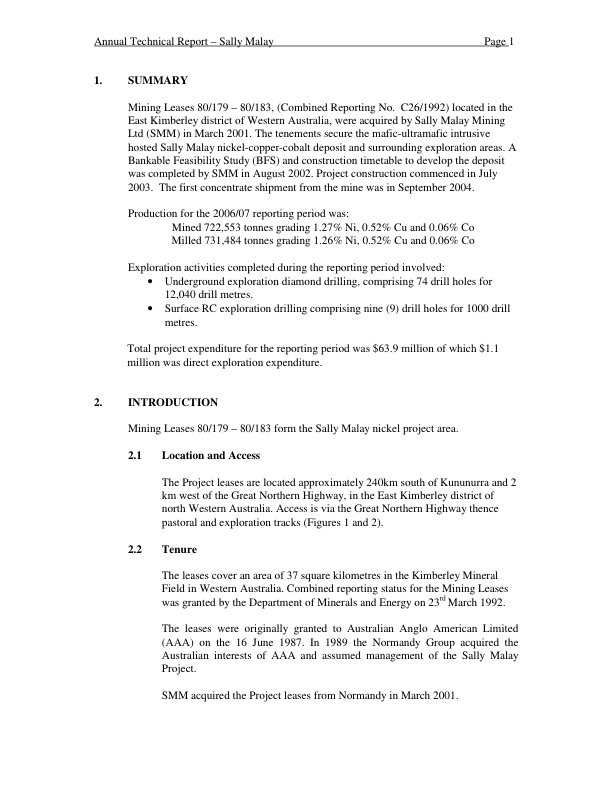 Annual Technical Report – Sally Malay Page 1
1. SUMMARY
Mining Leases 80/179 – 80/183, (Combined Reporting No. C26/1992) located in the
East Kimberley district of Western Australia, were acquired by Sally Malay Mining
Ltd (SMM) in March 2001. The tenements secure the mafic-ultramafic intrusive
hosted Sally Malay nickel-copper-cobalt deposit and surrounding exploration areas. A
Bankable Feasibility Study (BFS) and construction timetable to develop the deposit
was completed by SMM in August 2002. Project construction commenced in July
2003. The first concentrate shipment from the mine was in September 2004.
Production for the 2006/07 reporting period was:
Mined 722,553 tonnes grading 1.27% Ni, 0.52% Cu and 0.06% Co
Milled 731,484 tonnes grading 1.26% Ni, 0.52% Cu and 0.06% Co
Exploration activities completed during the reporting period involved:
• Underground exploration diamond drilling, comprising 74 drill holes for
12,040 drill metres.
• Surface RC exploration drilling comprising nine (9) drill holes for 1000 drill
metres.
Total project expenditure for the reporting period was $63.9 million of which $1.1
million was direct exploration expenditure.
2. INTRODUCTION
Mining Leases 80/179 – 80/183 form the Sally Malay nickel project area.
2.1 Location and Access
The Project leases are located approximately 240km south of Kununurra and 2
km west of the Great Northern Highway, in the East Kimberley district of
north Western Australia. Access is via the Great Northern Highway thence
pastoral and exploration tracks (Figures 1 and 2).
2.2 Tenure
The leases cover an area of 37 square kilometres in the Kimberley Mineral
Field in Western Australia. Combined reporting status for the Mining Leases
was granted by the Department of Minerals and Energy on 23rd March 1992.
The leases were originally granted to Australian Anglo American Limited
(AAA) on the 16 June 1987. In 1989 the Normandy Group acquired the
Australian interests of AAA and assumed management of the Sally Malay
Project.
SMM acquired the Project leases from Normandy in March 2001.